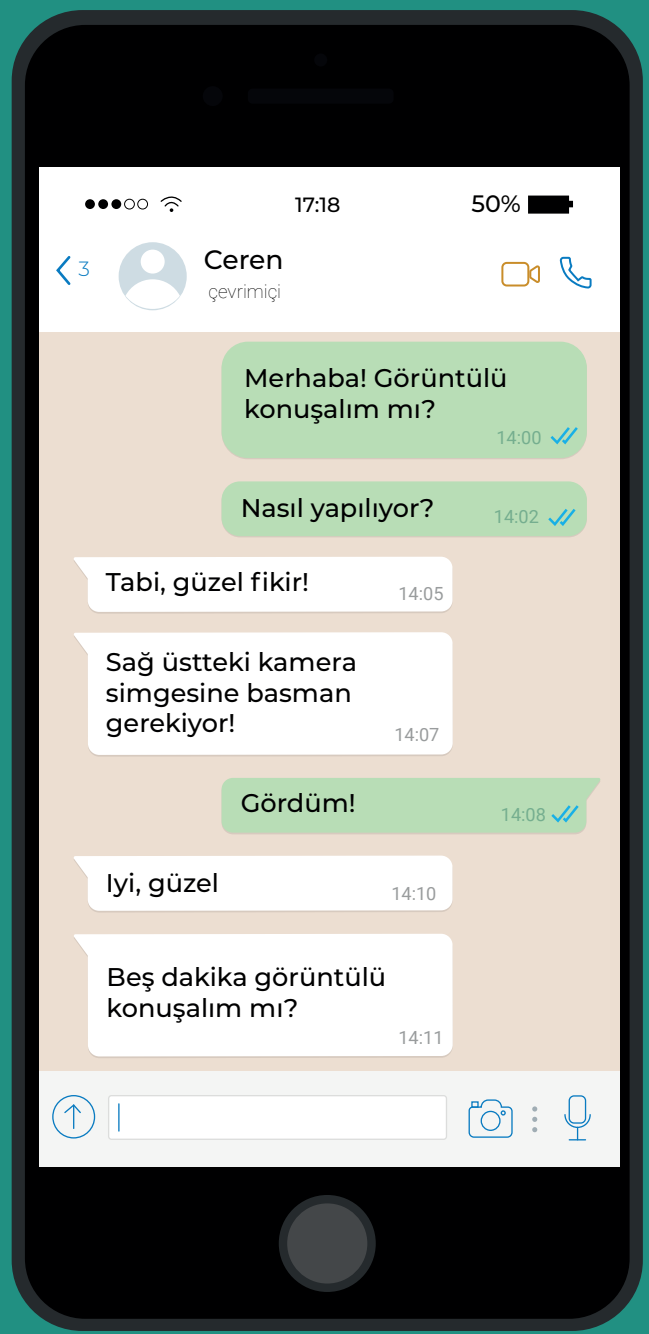 17:18
50%
3
Ceren
çevrimiçi
Merhaba! Görüntülü
konuşalım mı?
14:00
Nasıl yapılıyor?
14:02
Tabi, güzel fikir!
14:05
Sağ üstteki kamera
simgesine basman
gerekiyor!
14:07
Gördüm!
14:08
Iyi, güzel
14:10
Beş dakika görüntülü
konuşalım mı?
14:11